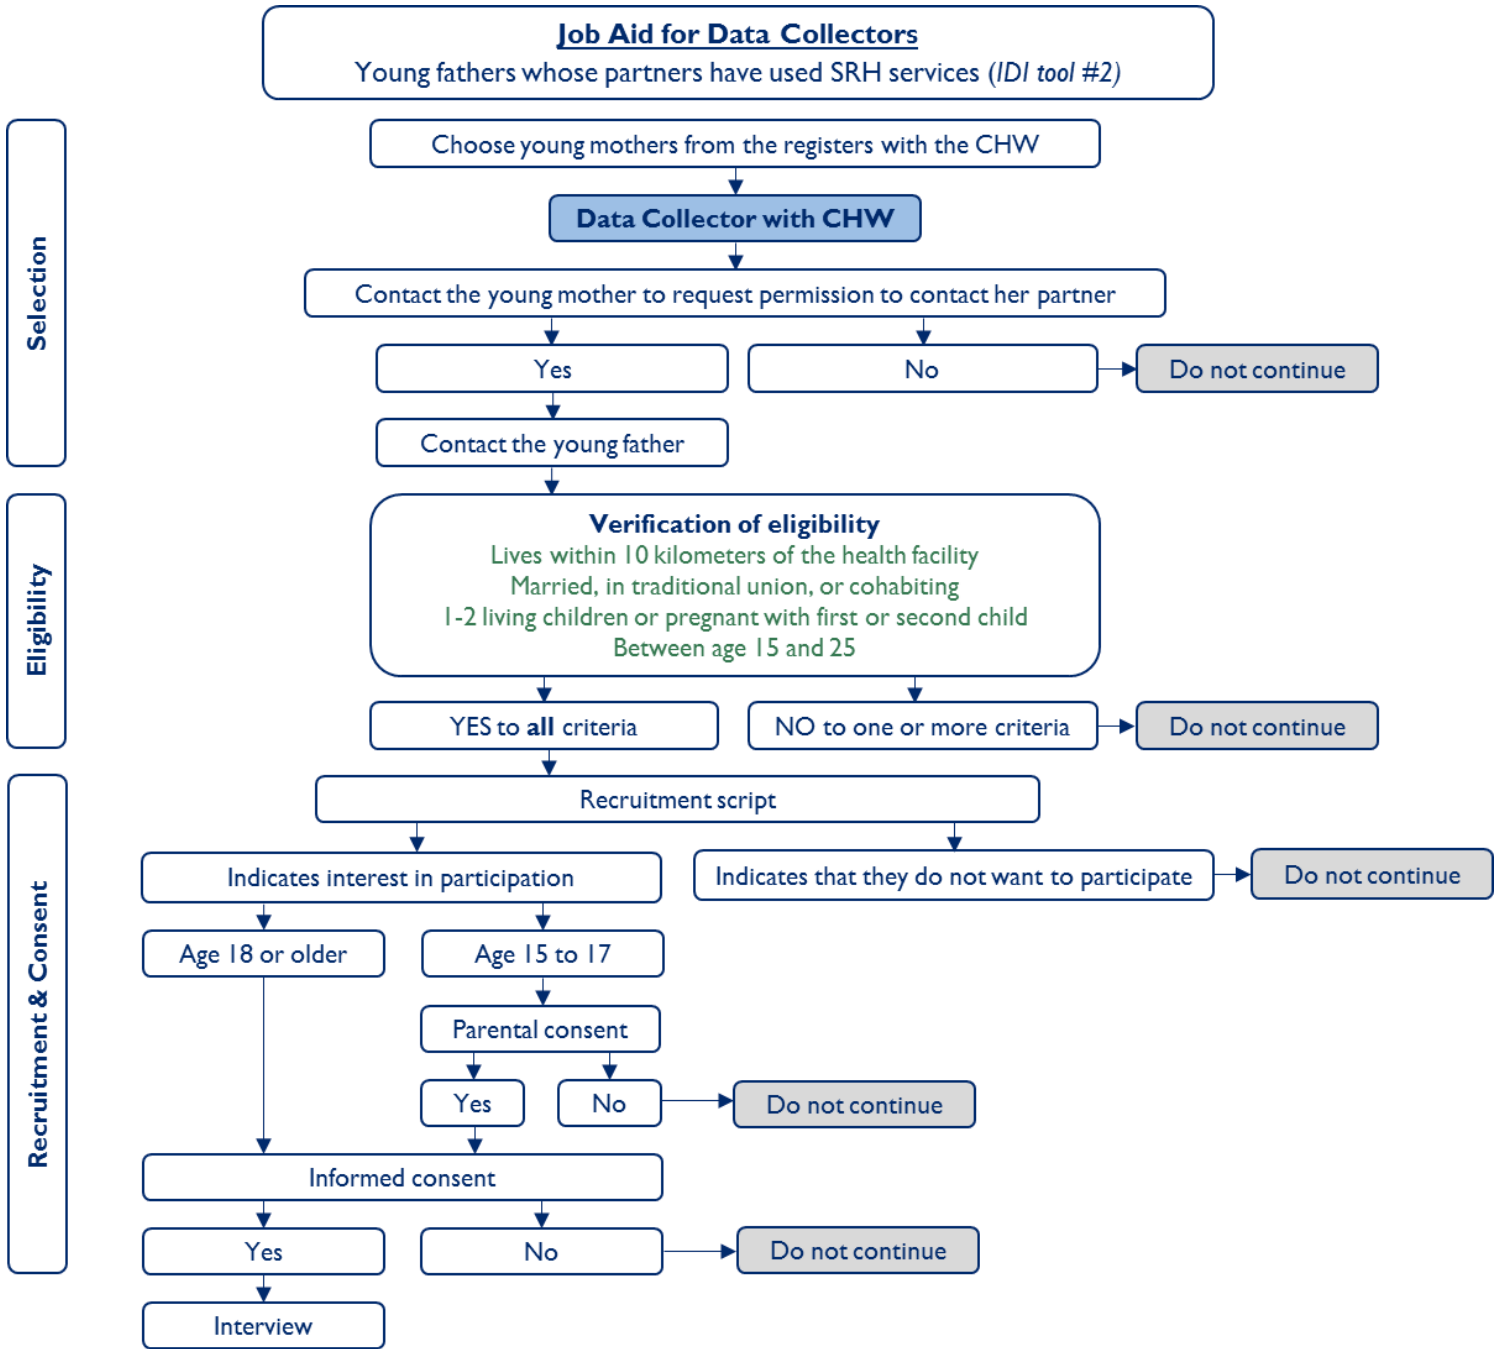 Job Aid for Data Collectors
Young fathers whose partners have used SRH services (IDI tool #2)
Selection
Choose young mothers from the registers with the CHW
Data Collector with CHW
Contact the young mother to request permission to contact her partner
Yes
No
Do not continue
Contact the young father
Eligibility
Verification of eligibility
Lives within 10 kilometers of the health facility
Married, in traditional union, or cohabiting
1-2 living children or pregnant with first or second child
Between age 15 and 25
YES to all criteria
NO to one or more criteria
Do not continue
Recruitment & Consent
Recruitment script
Indicates interest in participation
Indicates that they do not want to participate
Do not continue
Age 18 or older
Age 15 to 17
Parental consent
Yes
No
Do not continue
Informed consent
Yes
No
Do not continue
Interview